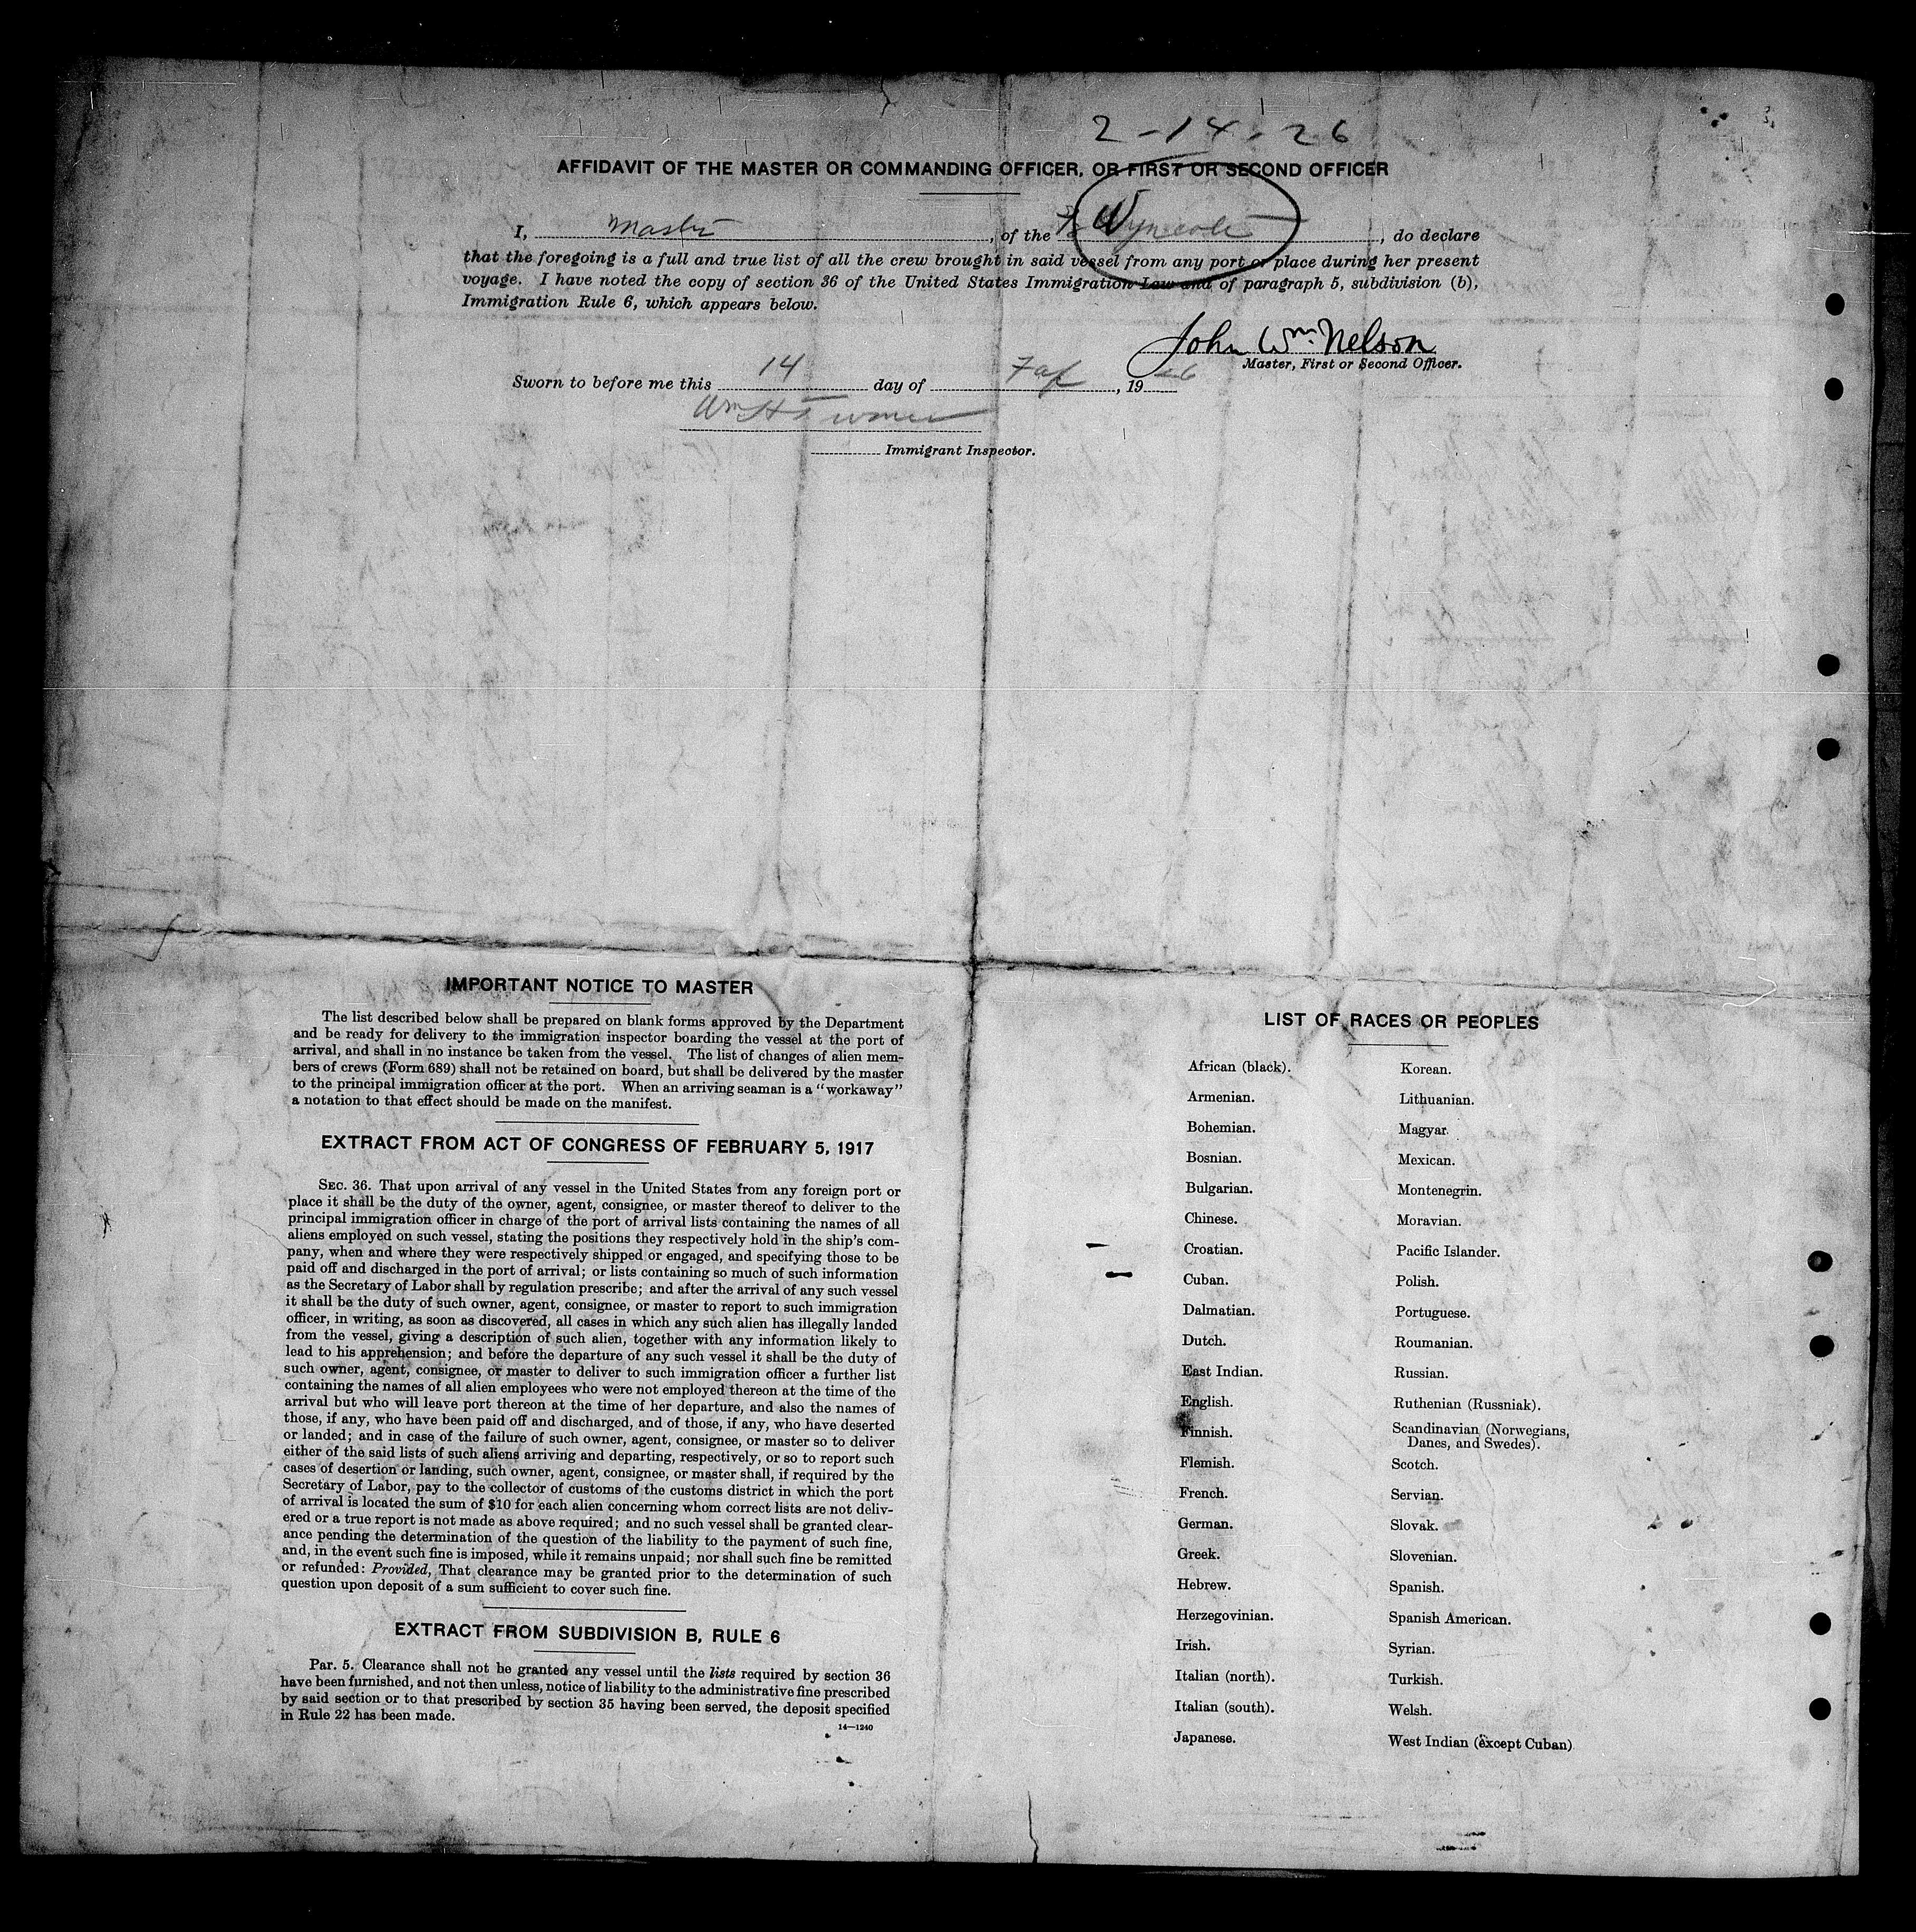 2-14-26
AFFIDAVIT OF THE MASTER OR COMMANDING OFFICER, OR FIRST OR SECOND OFFICER
I, Master, of the Wyncote, do declare
that the foregoing is a full and true list of all the crew brought in said vessel from any port or place during her present
voyage. I have noted the copy of section 36 of the United States Immigration Law and of paragraph 5, subdivision (b),
Immigration Rule 6, which appears below.
John Wm. Nelson
Master, First or Second Officer.
Sworn to before me this 14 day of , 19 26
Wm H
Immigrant Inspector.
IMPORTANT NOTICE TO MASTER
The list described below shall be prepared on blank forms approved by the Department
and be ready for delivery to the immigration inspector boarding the vessel at the port of
arrival, and shall in no instance be taken from the vessel. The list of changes of alien mem-
bers of crews (Form 689) shall not be retained on board, but shall be delivered by the master
to the principal immigration officer at the port. When an arriving seaman is a "workaway"
a notation to that effect should be made on the manifest.
EXTRACT FROM ACT OF CONGRESS OF FEBRUARY 5, 1917
SEC. 36. That upon arrival of any vessel in the United States from any foreign port or
place it shall be the duty of the owner, agent, consignee, or master thereof to deliver to the
principal immigration officer in charge of the port of arrival lists containing the names of all
aliens employed on such vessel, stating the positions they respectively hold in the ship's com-
pany, when and where they were respectively shipped or engaged, and specifying those to be
paid off and discharged in the port of arrival; or lists containing so much of such information
as the Secretary of Labor shall by regulation prescribe; and after the arrival of any such vessel
it shall be the duty of such owner, agent, consignee, or master to report to such immigration
officer, in writing, as soon as discovered, all cases in which any such alien has illegally landed
from the vessel, giving a description of such alien, together with any information likely to
lead to his apprehension; and before the departure of any such vessel it shall be the duty of
such owner, agent, consignee, or master to deliver to such immigration officer a further list
containing the names of all alien employees who were not employed thereon at the time of the
arrival but who will leave port thereon at the time of her departure, and also the names of
those, if any, who have been paid off and discharged, and of those, if any, who have deserted
or landed; and in case of the failure of such owner, agent, consignee, or master so to deliver
either of the said lists of such aliens arriving and departing, respectively, or so to report such
cases of desertion or landing, such owner, agent, consignee, or master shall, if required by the
Secretary of Labor, pay to the collector of customs of the customs district in which the port
of arrival is located the sum of $10 for each alien concerning whom correct lists are not deliv-
ered or a true report is not made as above required; and no such vessel shall be granted clear-
ance pending the determination of the question of the liability to the payment of such fine,
and, in the event such fine is imposed, while it remains unpaid; nor shall such fine be remitted
or refunded: Provided, That clearance may be granted prior to the determination of such
question upon deposit of a sum sufficient to cover such fine.
EXTRACT FROM SUBDIVISION B, RULE 6
Par. 5. Clearance shall not be granted any vessel until the lists required by section 36
have been furnished, and not then unless, notice of liability to the administrative fine prescribed
by said section or to that prescribed by section 35 having been served, the deposit specified
in Rule 22 has been made.
14—1240
LIST OF RACES OR PEOPLES
African (black).
Armenian.
Bohemian.
Bosnian.
Bulgarian.
Chinese.
Croatian.
Cuban.
Dalmatian.
Dutch.
East Indian.
English.
Finnish.
Flemish.
French.
German.
Greek.
Hebrew.
Herzegovinian.
Irish.
Italian (north).
Italian (south).
Japanese.
Korean.
Lithuanian.
Magyar.
Mexican.
Montenegrin.
Moravian.
Pacific Islander.
Polish.
Portuguese.
Roumanian.
Russian.
Ruthenian (Russniak).
Scandinavian (Norwegians,
Danes, and Swedes).
Scotch.
Servian.
Slovak.
Slovenian.
Spanish.
Spanish American.
Syrian.
Turkish.
Welsh.
West Indian (except Cuban)